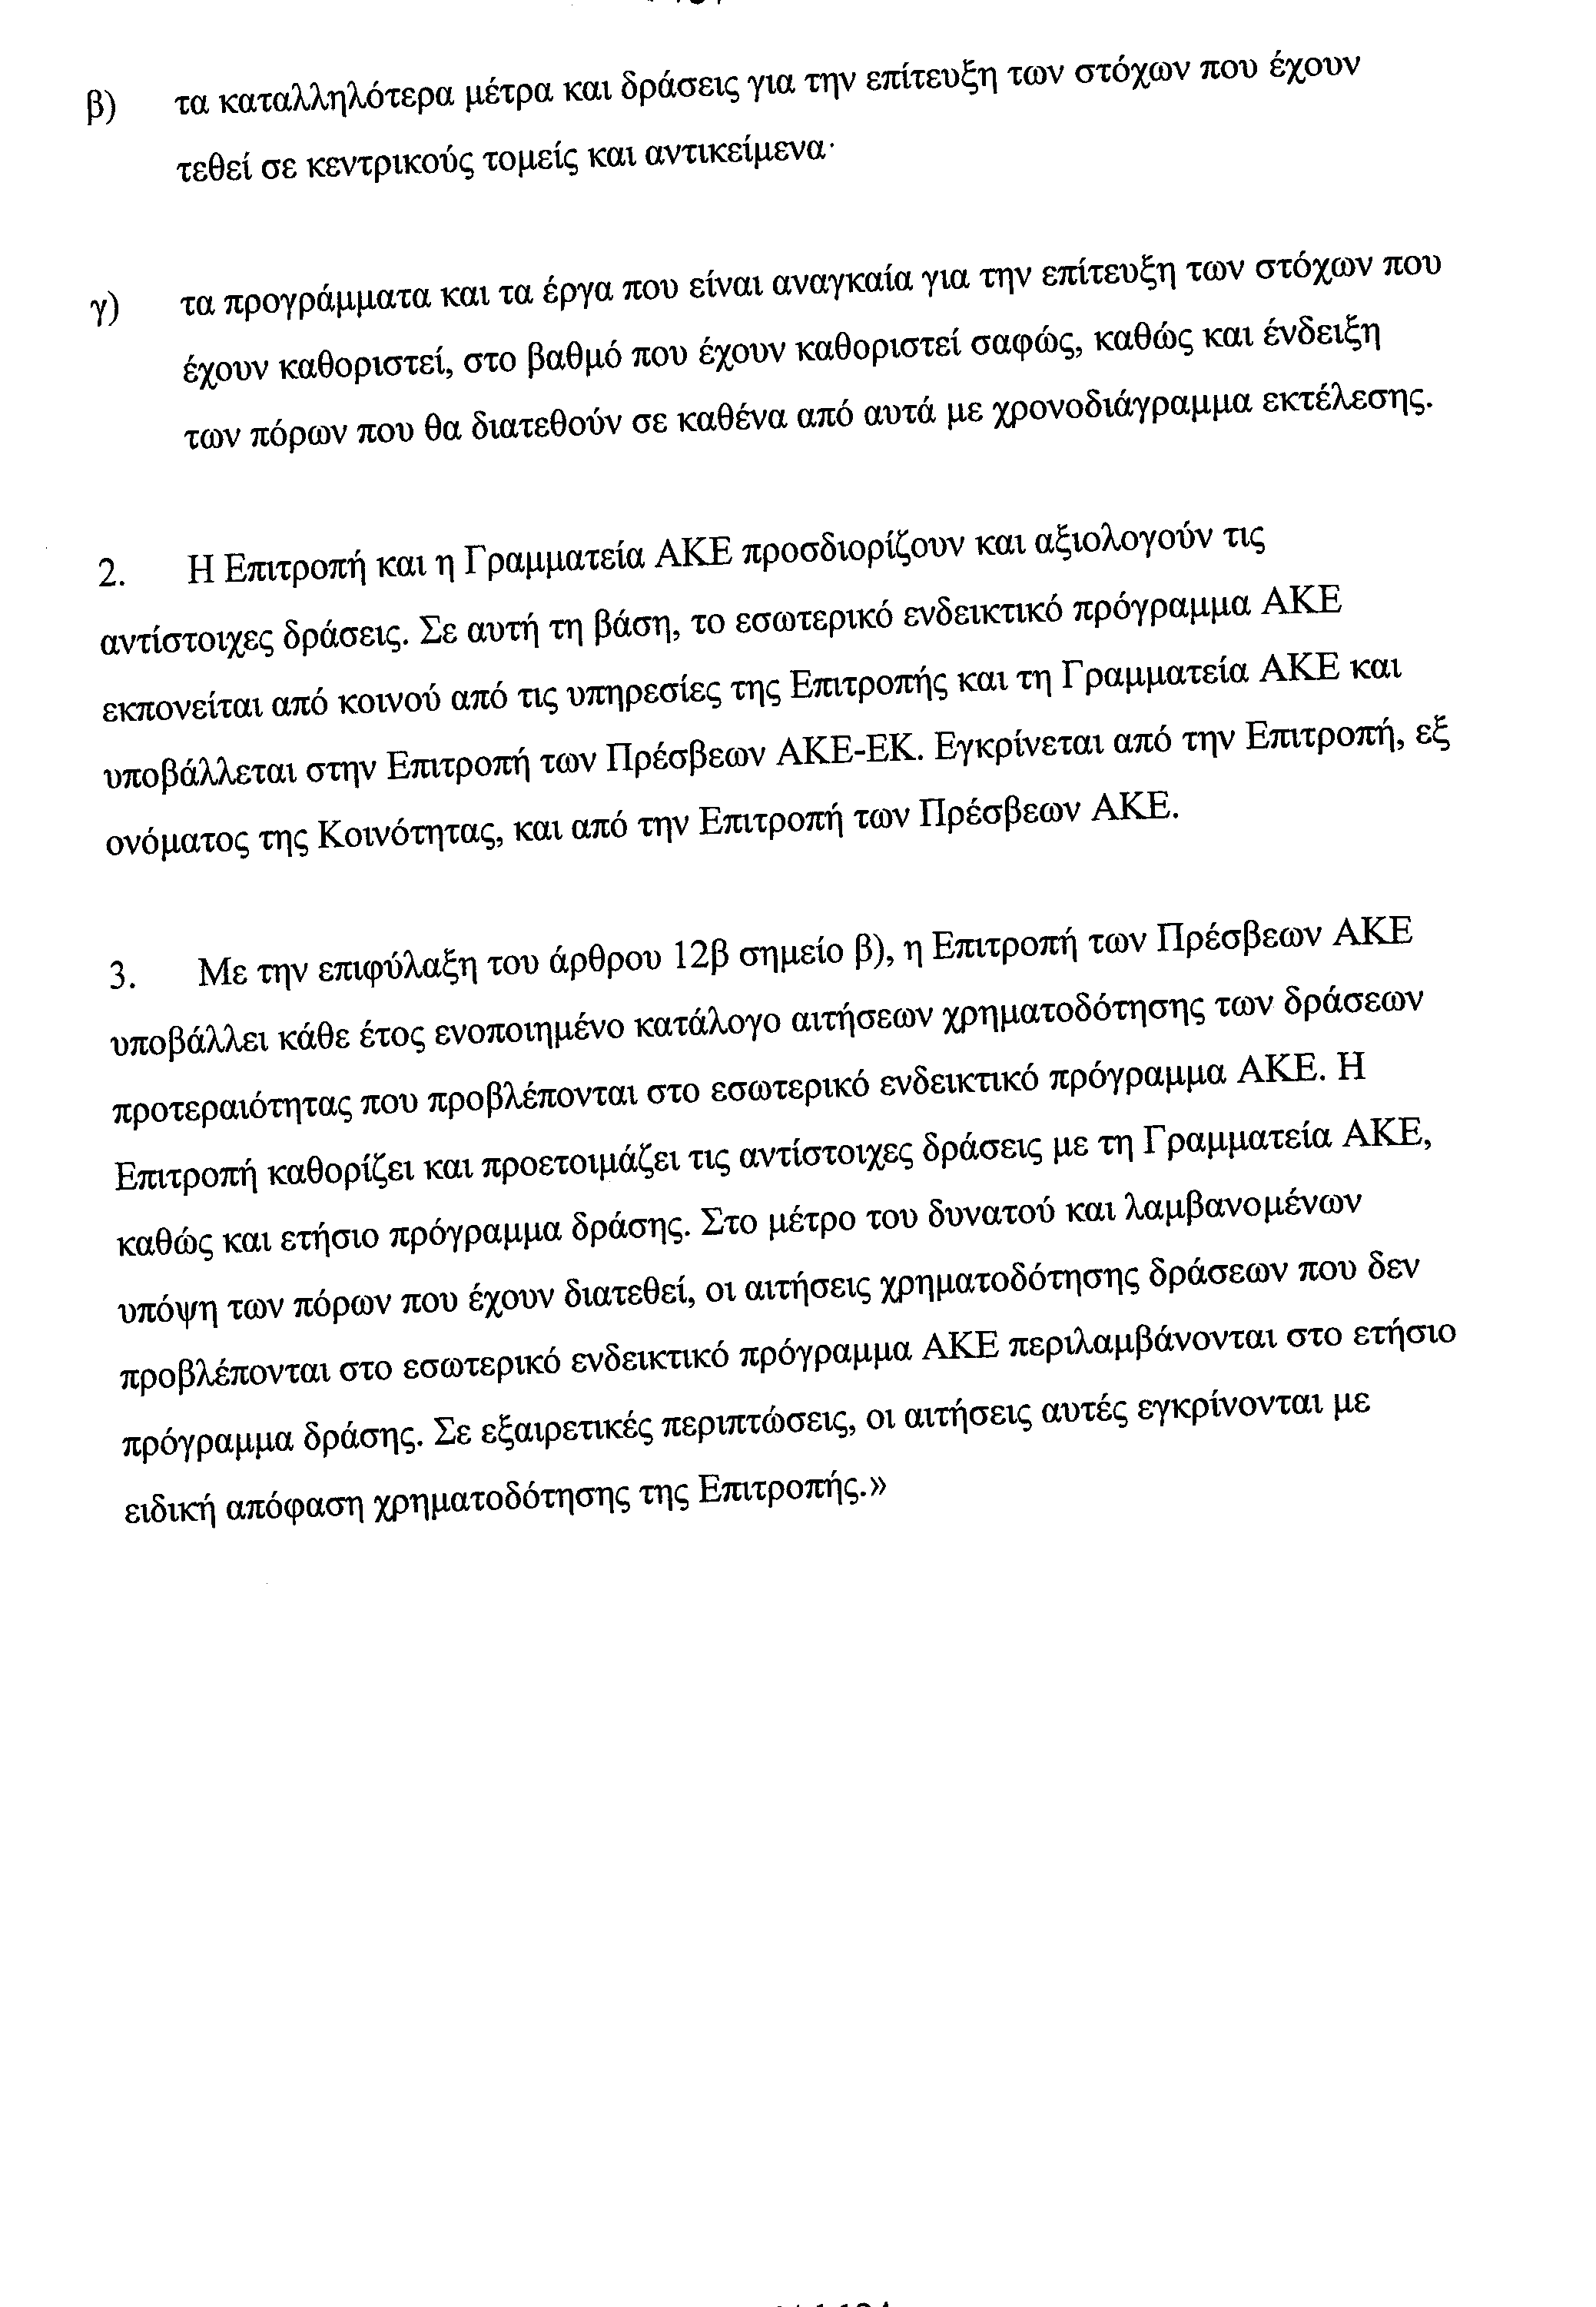 β) τα καταλληλότερα μέτρα και δράσεις για την επίτευξη των στόχων που έχουν
τεθεί σε κεντρικούς τομείς και αντικείμενα·
γ) τα προγράμματα και τα έργα που είναι αναγκαία για την επίτευξη των στόχων που
έχουν καθοριστεί, στο βαθμό που έχουν καθοριστεί σαφώς, καθώς και ένδειξη
των πόρων που θα διατεθούν σε καθένα από αυτά με χρονοδιάγραμμα εκτέλεσης.
2. Η Επιτροπή και η Γραμματεία ΑΚΕ προσδιορίζουν και αξιολογούν τις
αντίστοιχες δράσεις. Σε αυτή τη βάση, το εσωτερικό ενδεικτικό πρόγραμμα ΑΚΕ
εκπονείται από κοινού από τις υπηρεσίες της Επιτροπής και τη Γραμματεία ΑΚΕ και
υποβάλλεται στην Επιτροπή των Πρέσβεων ΑΚΕ-ΕΚ. Εγκρίνεται από την Επιτροπή, εξ
ονόματος της Κοινότητας, και από την Επιτροπή των Πρέσβεων ΑΚΕ.
3. Με την επιφύλαξη του άρθρου 12β σημείο β), η Επιτροπή των Πρέσβεων ΑΚΕ
υποβάλλει κάθε έτος ενοποιημένο κατάλογο αιτήσεων χρηματοδότησης των δράσεων
προτεραιότητας που προβλέπονται στο εσωτερικό ενδεικτικό πρόγραμμα ΑΚΕ. Η
Επιτροπή καθορίζει και προετοιμάζει τις αντίστοιχες δράσεις με τη Γραμματεία ΑΚΕ,
καθώς και ετήσιο πρόγραμμα δράσης. Στο μέτρο του δυνατού και λαμβανομένων
υπόψη των πόρων που έχουν διατεθεί, οι αιτήσεις χρηματοδότησης δράσεων που δεν
προβλέπονται στο εσωτερικό ενδεικτικό πρόγραμμα ΑΚΕ περιλαμβάνονται στο ετήσιο
πρόγραμμα δράσης. Σε εξαιρετικές περιπτώσεις, οι αιτήσεις αυτές εγκρίνονται με
ειδική απόφαση χρηματοδότησης της Επιτροπής.»